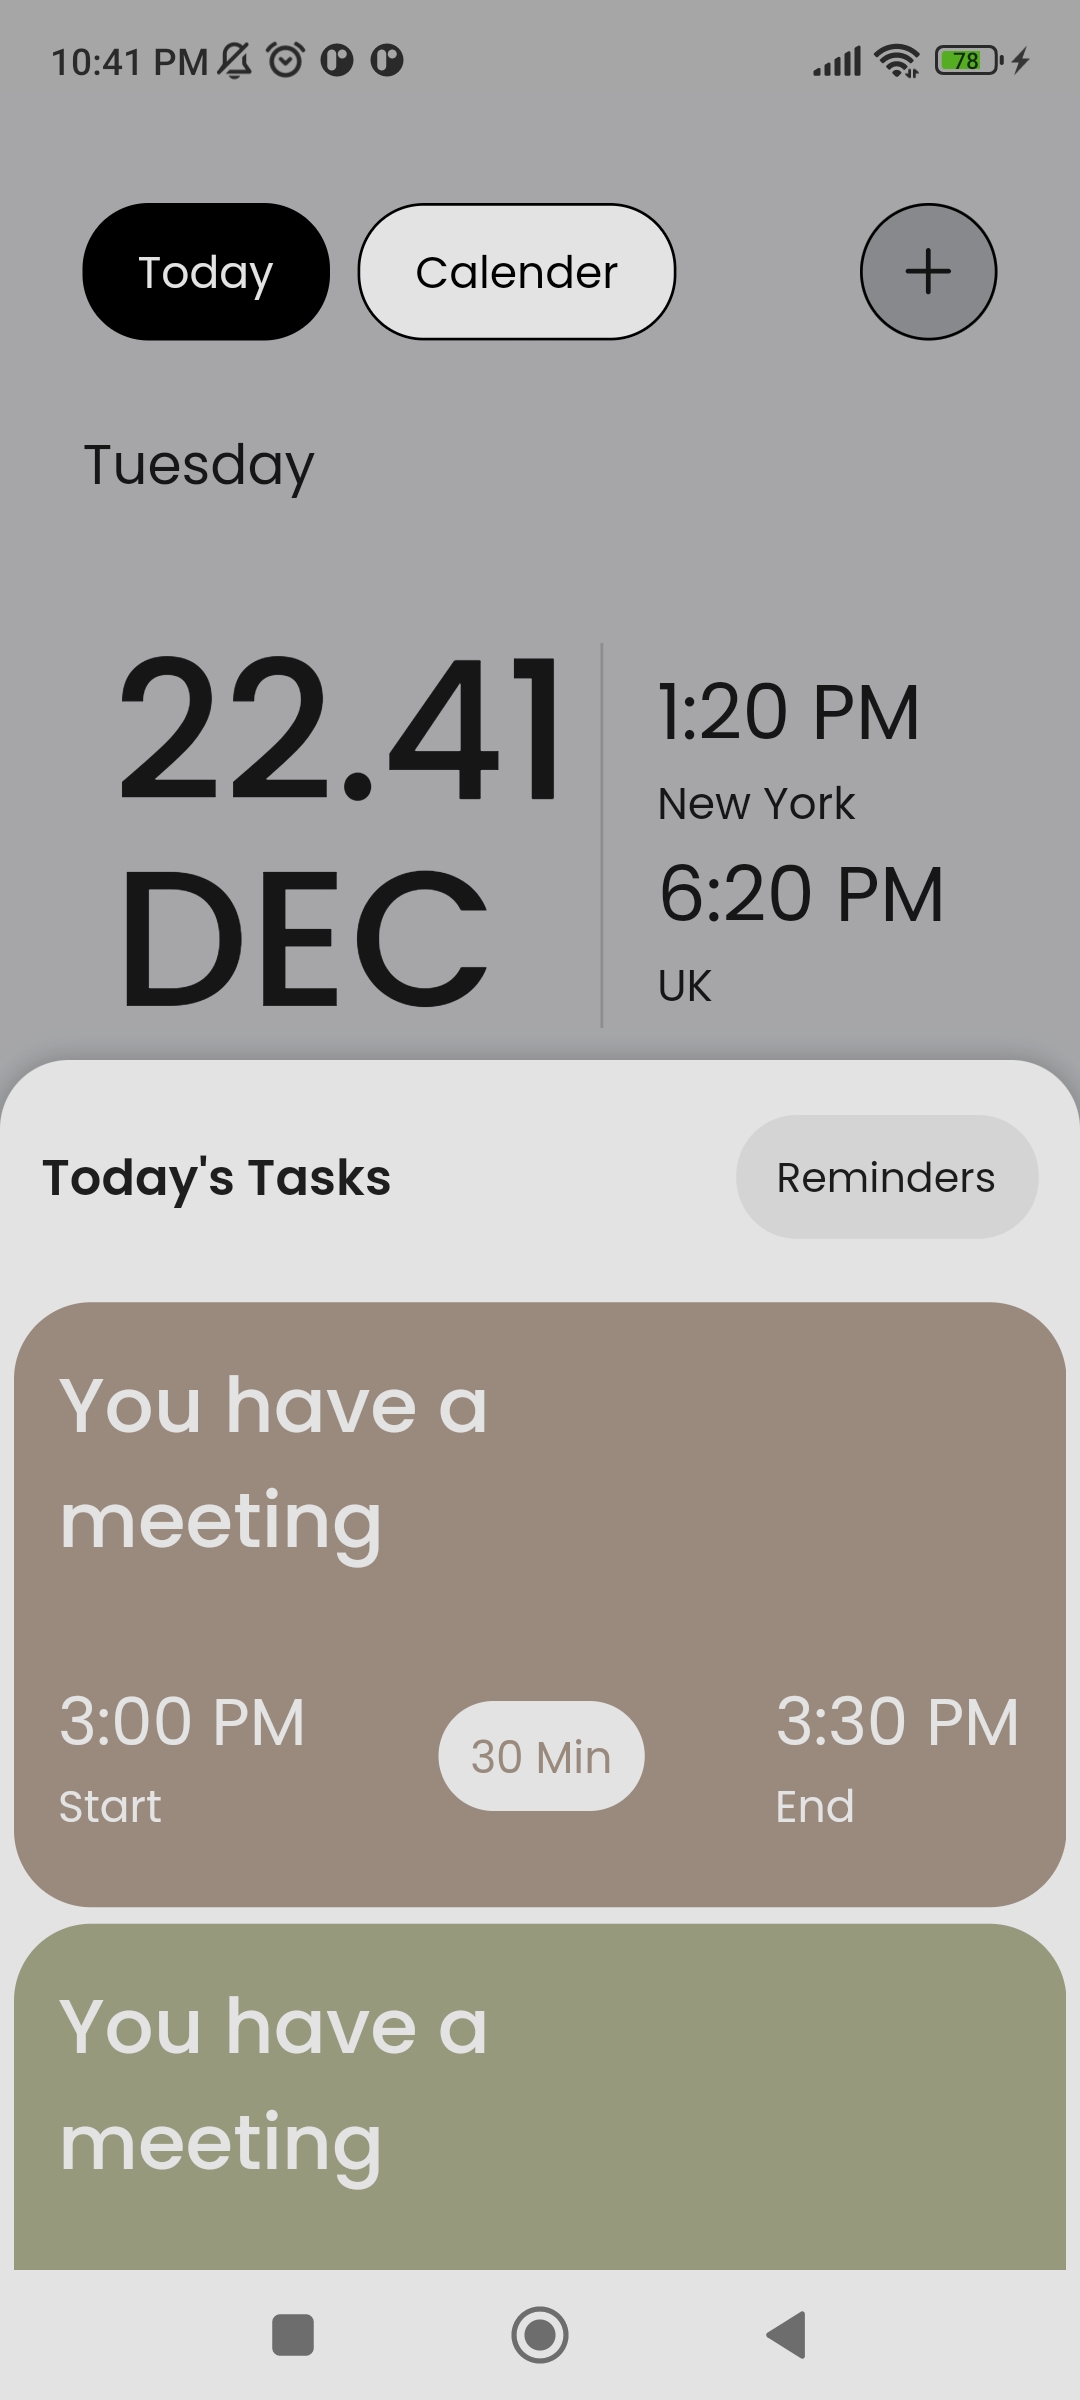 10:41 PM
78
Today
Calender
Tuesday
22.41
DEC
1:20 PM
New York
6:20 PM
UK
Today's Tasks
Reminders
You have a
meeting
3:00 PM
30 Min
3:30 PM
Start
End
You have a
meeting